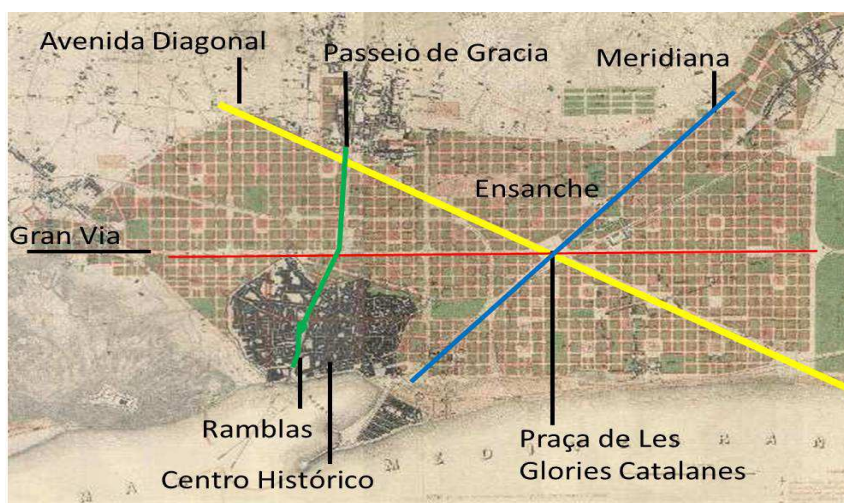 Avenida Diagonal
Passeio de Gracia
Meridiana
Ensanche
Gran Via
Ramblas
Centro Histórico
Praça de Les
Glories Catalanes